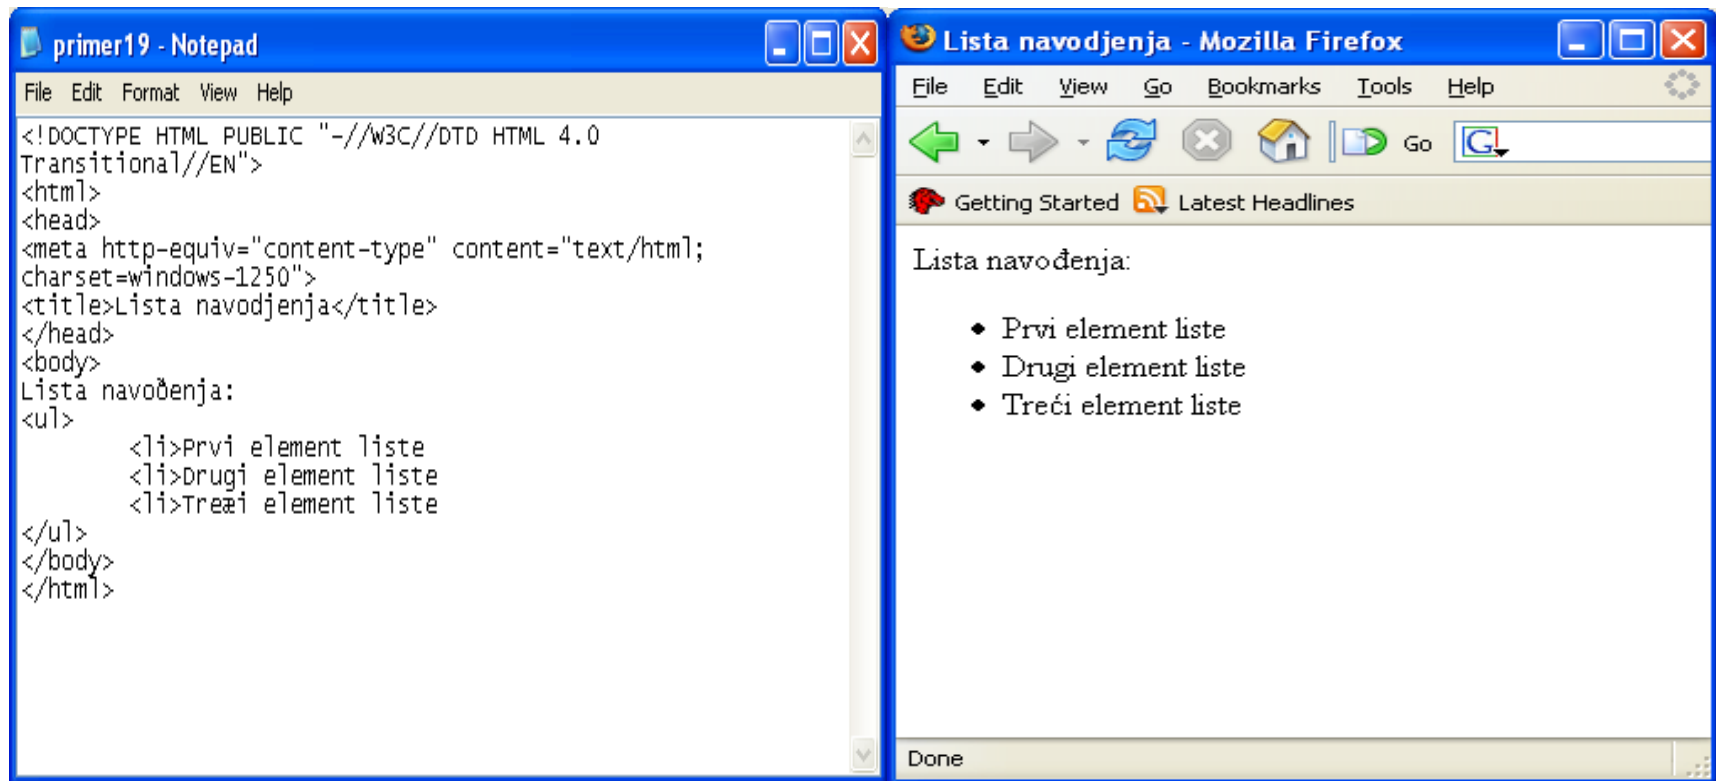 primer19 - Notepad
File Edit Format View Help
<!DOCTYPE HTML PUBLIC "-//W3C//DTD HTML 4.0
Transitional//EN">
<html>
<head>
<meta http-equiv="content-type" content="text/html;
charset=windows-1250">
<title>Lista navodjenja</title>
</head>
<body>
Lista navoðenja:
<ul>
<li>Prvi element liste
<li>Drugi element liste
<li>Treæi element liste
</ul>
</body>
</html>
Lista navodjenja - Mozilla Firefox
File Edit View Go Bookmarks Tools Help
Go G
Getting Started Latest Headlines
Lista navođenja:
• Prvi element liste
• Drugi element liste
• Treći element liste
Done